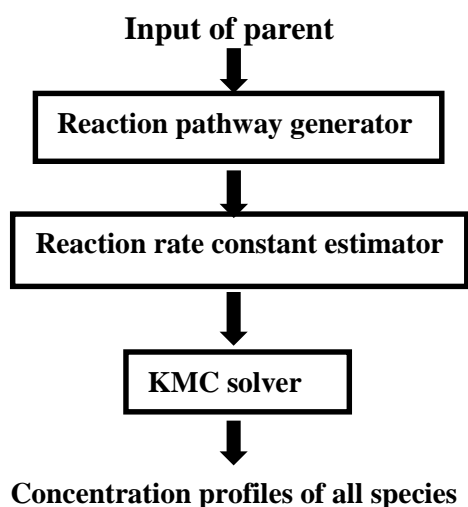 Input of parent
Reaction pathway generator
Reaction rate constant estimator
KMC solver
Concentration profiles of all species